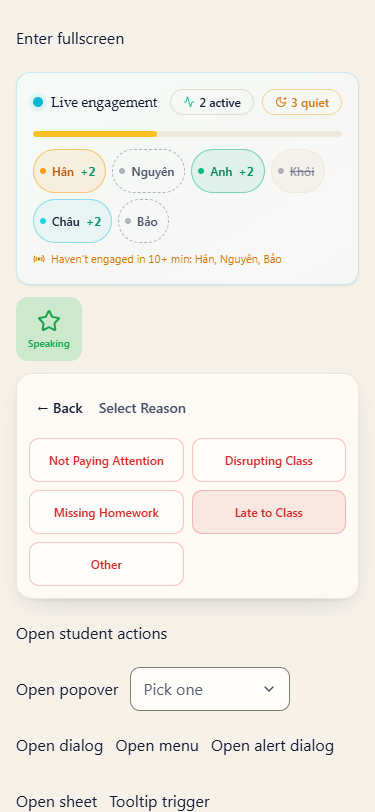 Enter fullscreen
Live engagement 2 active 3 quiet
Hân +2 Nguyên Anh +2 Khôi
Châu +2 Bảo
Haven't engaged in 10+ min: Hân, Nguyên, Bảo
Speaking
← Back Select Reason
Not Paying Attention Disrupting Class
Missing Homework Late to Class
Other
Open student actions
Open popover Pick one
Open dialog Open menu Open alert dialog
Open sheet Tooltip trigger